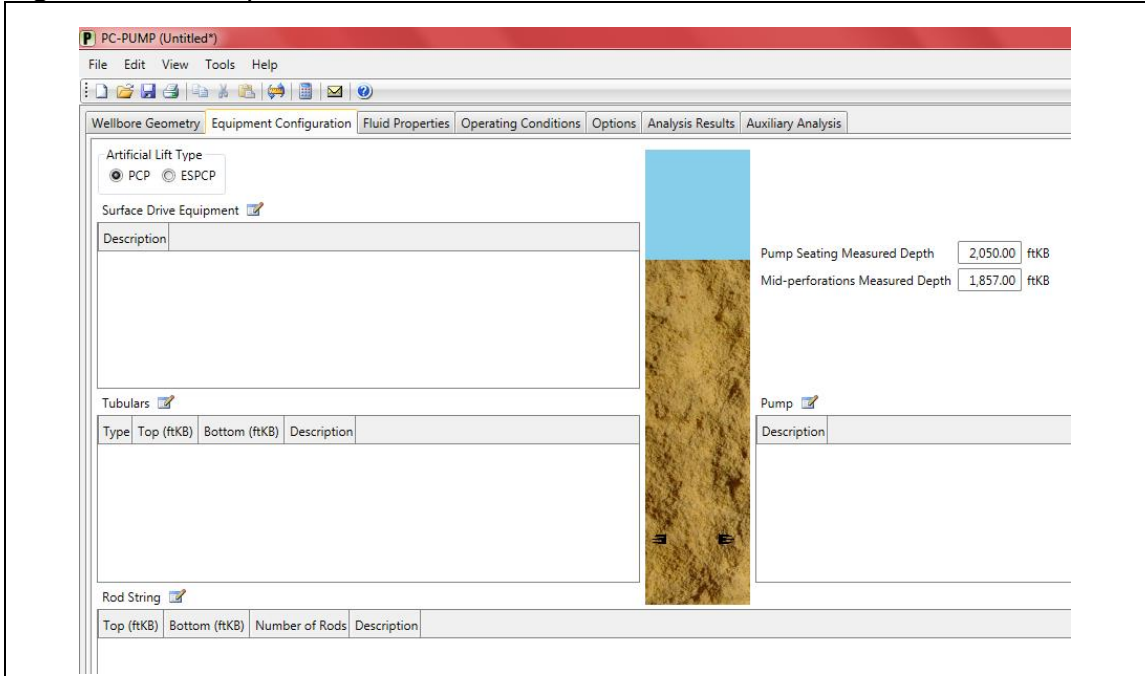 PC-PUMP (Untitled*)
File Edit View Tools Help
Wellbore Geometry Equipment Configuration Fluid Properties Operating Conditions Options Analysis Results Auxiliary Analysis
Artificial Lift Type
PCP ESPCP
Surface Drive Equipment
Description
Pump Seating Measured Depth 2,050.00 ftKB
Mid-perforations Measured Depth 1,857.00 ftKB
Tubulars
Type Top (ftKB) Bottom (ftKB) Description
Pump
Description
Rod String
Top (ftKB) Bottom (ftKB) Number of Rods Description